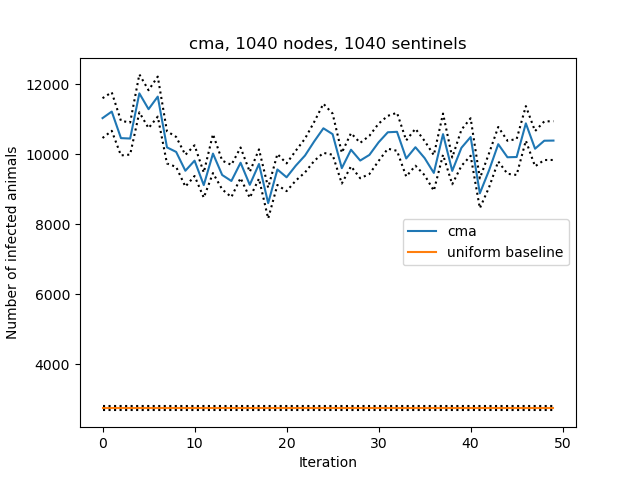 cma, 1040 nodes, 1040 sentinels
12000
10000
8000
6000
4000
Number of infected animals
cma
uniform baseline
0
10
20
30
40
50
Iteration